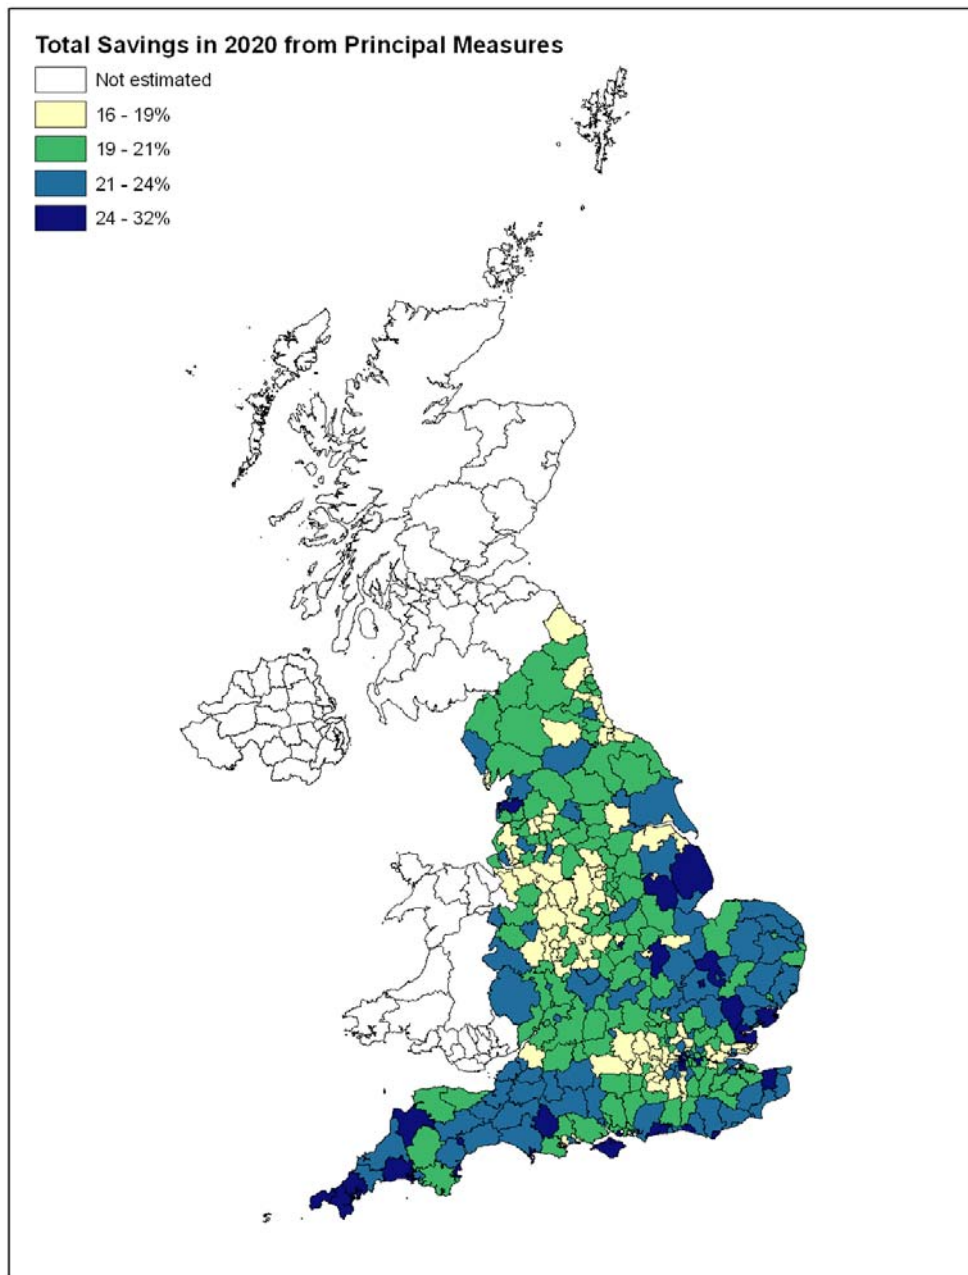 Total Savings in 2020 from Principal Measures
Not estimated
16 - 19%
19 - 21%
21 - 24%
24 - 32%